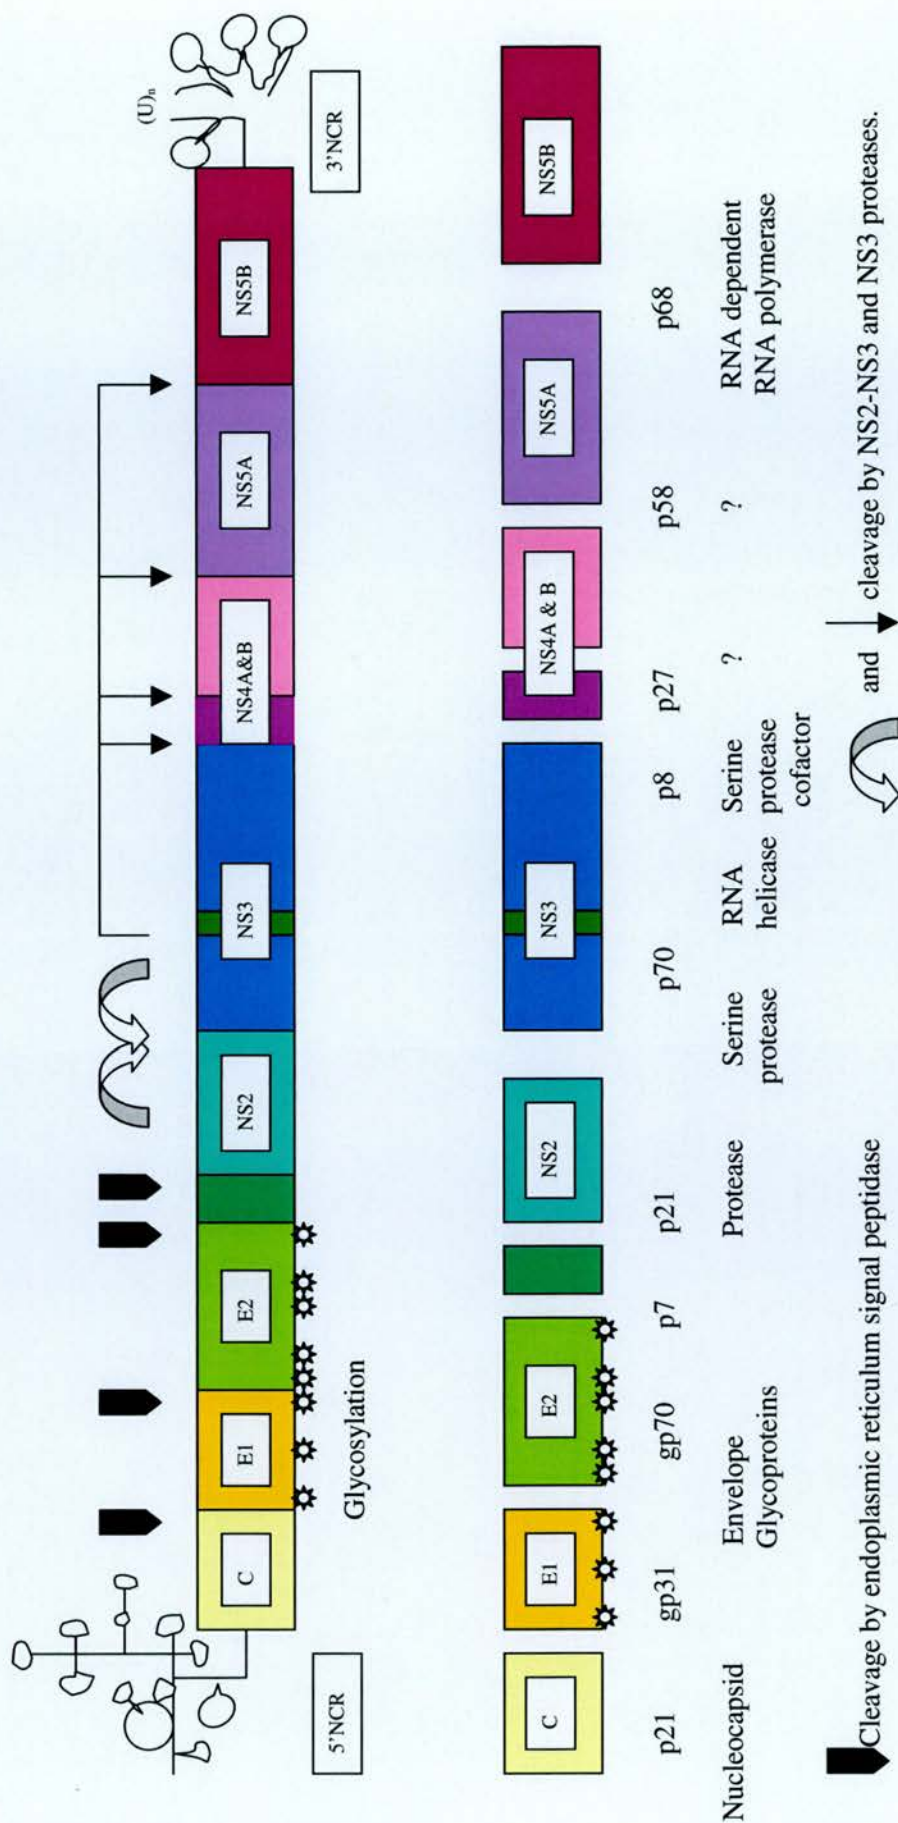 (U)n
C
E1
E2
NS2
NS3
NS4A&B
NS5A
NS5B
5'NCR
Glycosylation
3'NCR
C
E1
E2
NS2
NS3
NS4A & B
NS5A
NS5B
p21
gp31
gp70
p7
p21
p70
p8
p27
p58
p68
Nucleocapsid
Envelope
Glycoproteins
Protease
Serine
protease
RNA
helicase
Serine
protease
cofactor
?
?
RNA dependent
RNA polymerase
Cleavage by endoplasmic reticulum signal peptidase
and
cleavage by NS2-NS3 and NS3 proteases.